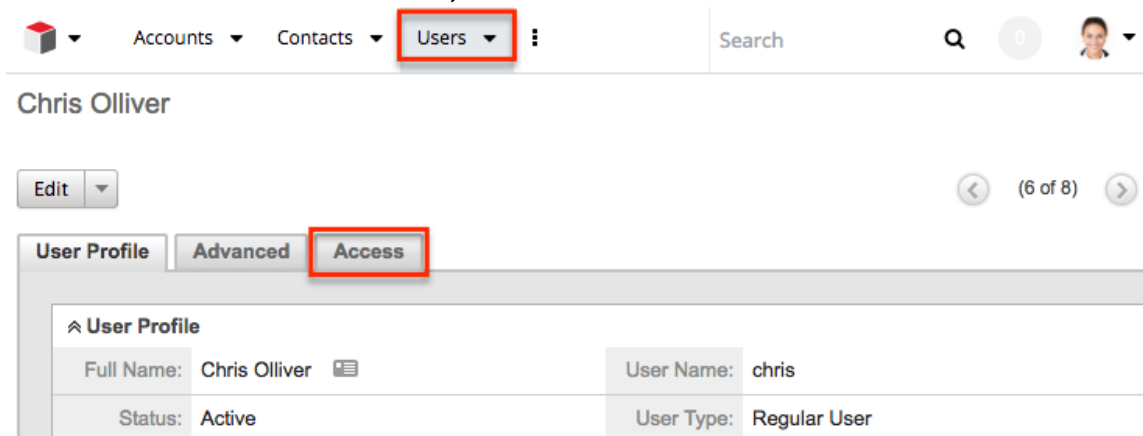 Accounts Contacts Users Search 0
Chris Olliver
Edit (6 of 8)
User Profile Advanced Access
User Profile
Full Name: Chris Olliver User Name: chris
Status: Active User Type: Regular User